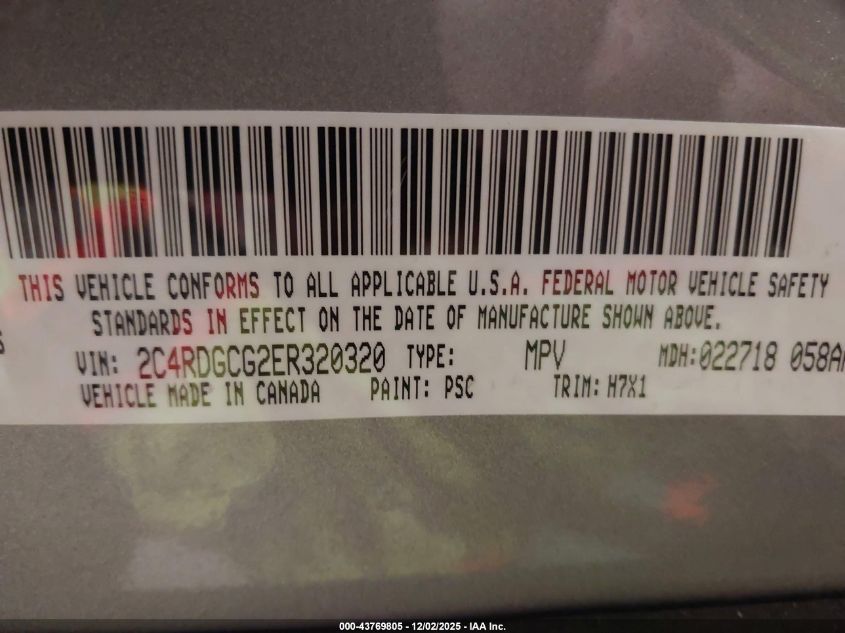 THIS VEHICLE CONFORMS TO ALL APPLICABLE U.S.A. FEDERAL MOTOR VEHICLE SAFETY
STANDARDS IN EFFECT ON THE DATE OF MANUFACTURE SHOWN ABOVE.
S
VIN: 2C4RDGCG2ER320320 TYPE: MPV MDH:022718 058A
VEHICLE MADE IN CANADA PAINT: PSC TRIM: H7X1
000-43769805 - 12/02/2025 - IAA Inc.